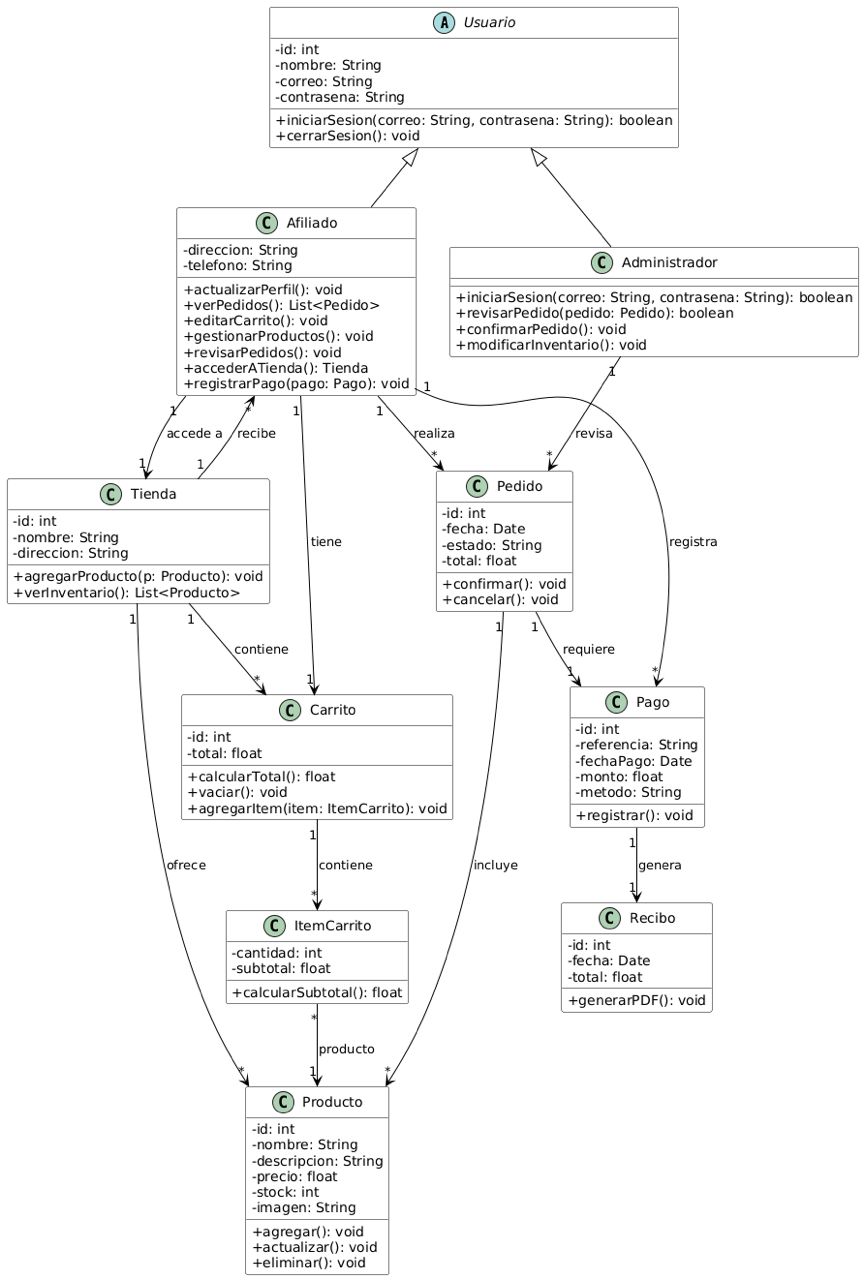 A Usuario
-id: int
-nombre: String
-correo: String
-contrasena: String
+iniciarSesion(correo: String, contrasena: String): boolean
+cerrarSesion(): void
C Afiliado
-direccion: String
-telefono: String
+actualizarPerfil(): void
+verPedidos(): List<Pedido>
+editarCarrito(): void
+gestionarProductos(): void
+revisarPedidos(): void
+accederATienda(): Tienda
+registrarPago(pago: Pago): void
C Administrador
+iniciarSesion(correo: String, contrasena: String): boolean
+revisarPedido(pedido: Pedido): boolean
+confirmarPedido(): void
+modificarInventario(): void
1
accede a
1
*
recibe
1
1
tiene
1
1
realiza
*
1
revisa
*
1
registra
*
C Tienda
-id: int
-nombre: String
-direccion: String
+agregarProducto(p: Producto): void
+verInventario(): List<Producto>
C Pedido
-id: int
-fecha: Date
-estado: String
-total: float
+confirmar(): void
+cancelar(): void
1
ofrece
*
1
contiene
*
1
incluye
*
1
requiere
1
C Carrito
-id: int
-total: float
+calcularTotal(): float
+vaciar(): void
+agregarItem(item: ItemCarrito): void
C Pago
-id: int
-referencia: String
-fechaPago: Date
-monto: float
-metodo: String
+registrar(): void
1
contiene
*
1
genera
1
C ItemCarrito
-cantidad: int
-subtotal: float
+calcularSubtotal(): float
C Recibo
-id: int
-fecha: Date
-total: float
+generarPDF(): void
*
producto
1
C Producto
-id: int
-nombre: String
-descripcion: String
-precio: float
-stock: int
-imagen: String
+agregar(): void
+actualizar(): void
+eliminar(): void